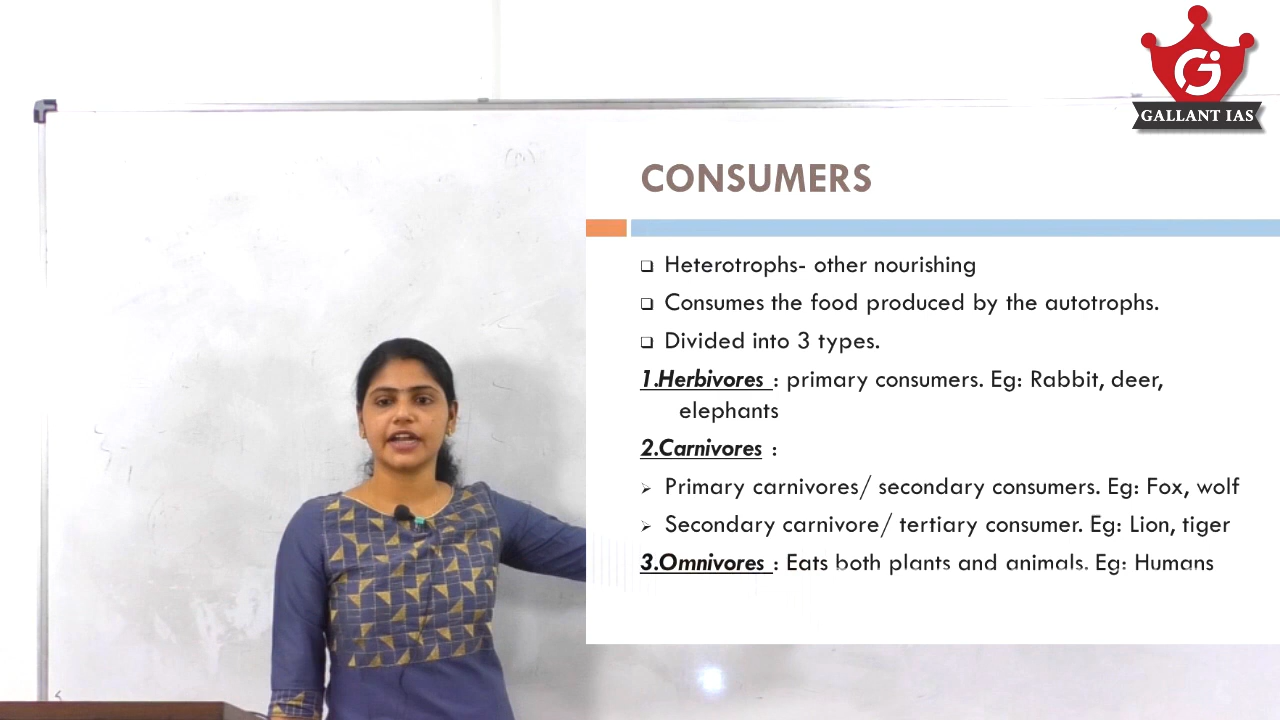 GALLANT IAS
CONSUMERS
❑ Heterotrophs- other nourishing
❑ Consumes the food produced by the autotrophs.
❑ Divided into 3 types.
1.Herbivores : primary consumers. Eg: Rabbit, deer,
elephants
2.Carnivores :
➢ Primary carnivores/ secondary consumers. Eg: Fox, wolf
➢ Secondary carnivore/ tertiary consumer. Eg: Lion, tiger
3.Omnivores : Eats both plants and animals. Eg: Humans